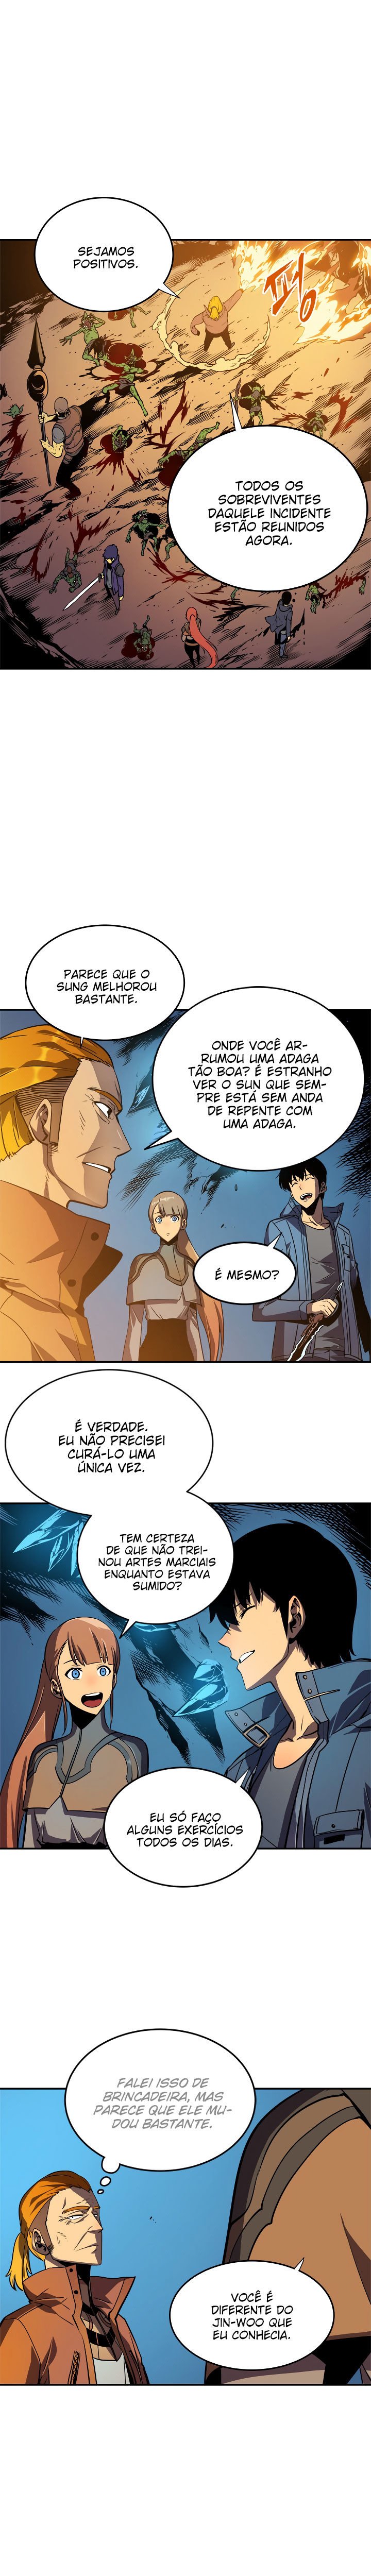 SEJAMOS
POSITIVOS.
TODOS OS
SOBREVIVENTES
DAQUELE INCIDENTE
ESTÃO REUNIDOS
AGORA.
PARECE QUE O
SUNG MELHOROU
BASTANTE.
ONDE VOCÊ AR-
RUMOU UMA ADAGA
TÃO BOA? É ESTRANHO
VER O SUN QUE SEM-
PRE ESTÁ SEM ANDA
DE REPENTE COM
UMA ADAGA.
É MESMO?
É VERDADE.
EU NÃO PRECISEI
CURÁ-LO UMA
ÚNICA VEZ.
TEM CERTEZA
DE QUE NÃO TREI-
NOU ARTES MARCIAIS
ENQUANTO ESTAVA
SUMIDO?
EU SÓ FAÇO
ALGUNS EXERCÍCIOS
TODOS OS DIAS.
FALEI ISSO DE
BRINCADEIRA, MAS
PARECE QUE ELE MU-
DOU BASTANTE.
VOCÊ É
DIFERENTE DO
JIN-WOO QUE
EU CONHECIA.